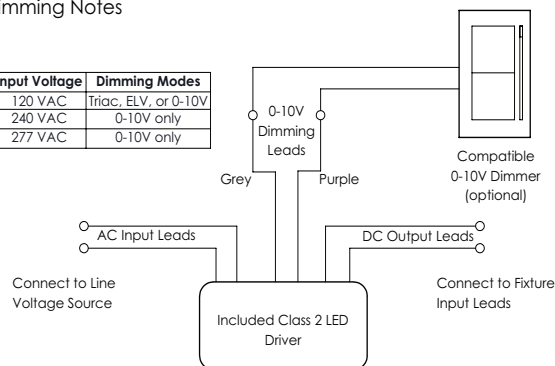 imming Notes
nput Voltage Dimming Modes
120 VAC Triac, ELV, or 0-10V
240 VAC 0-10V only
277 VAC 0-10V only
0-10V
Dimming
Leads
Compatible
0-10V Dimmer
(optional)
Grey
Purple
AC Input Leads
DC Output Leads
Connect to Line
Voltage Source
Connect to Fixture
Input Leads
Included Class 2 LED
Driver